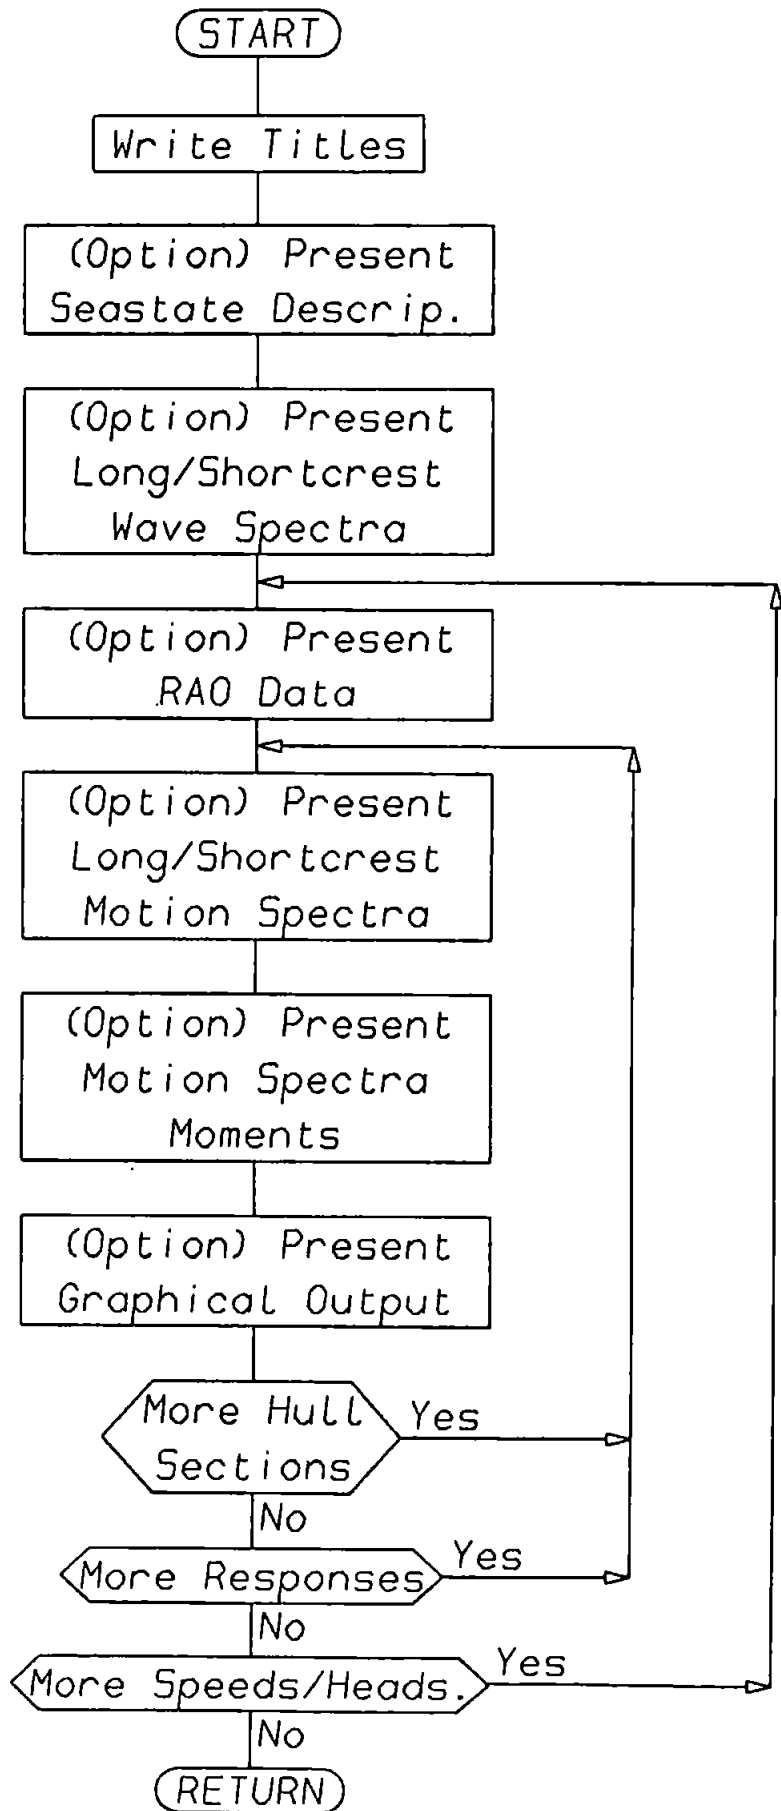 START
Write Titles
(Option) Present
Seastate Descrip.
(Option) Present
Long/Shortcrest
Wave Spectra
(Option) Present
RAO Data
(Option) Present
Long/Shortcrest
Motion Spectra
(Option) Present
Motion Spectra
Moments
(Option) Present
Graphical Output
More Hull
Sections
Yes
No
More Responses
Yes
No
More Speeds/Heads.
Yes
No
RETURN